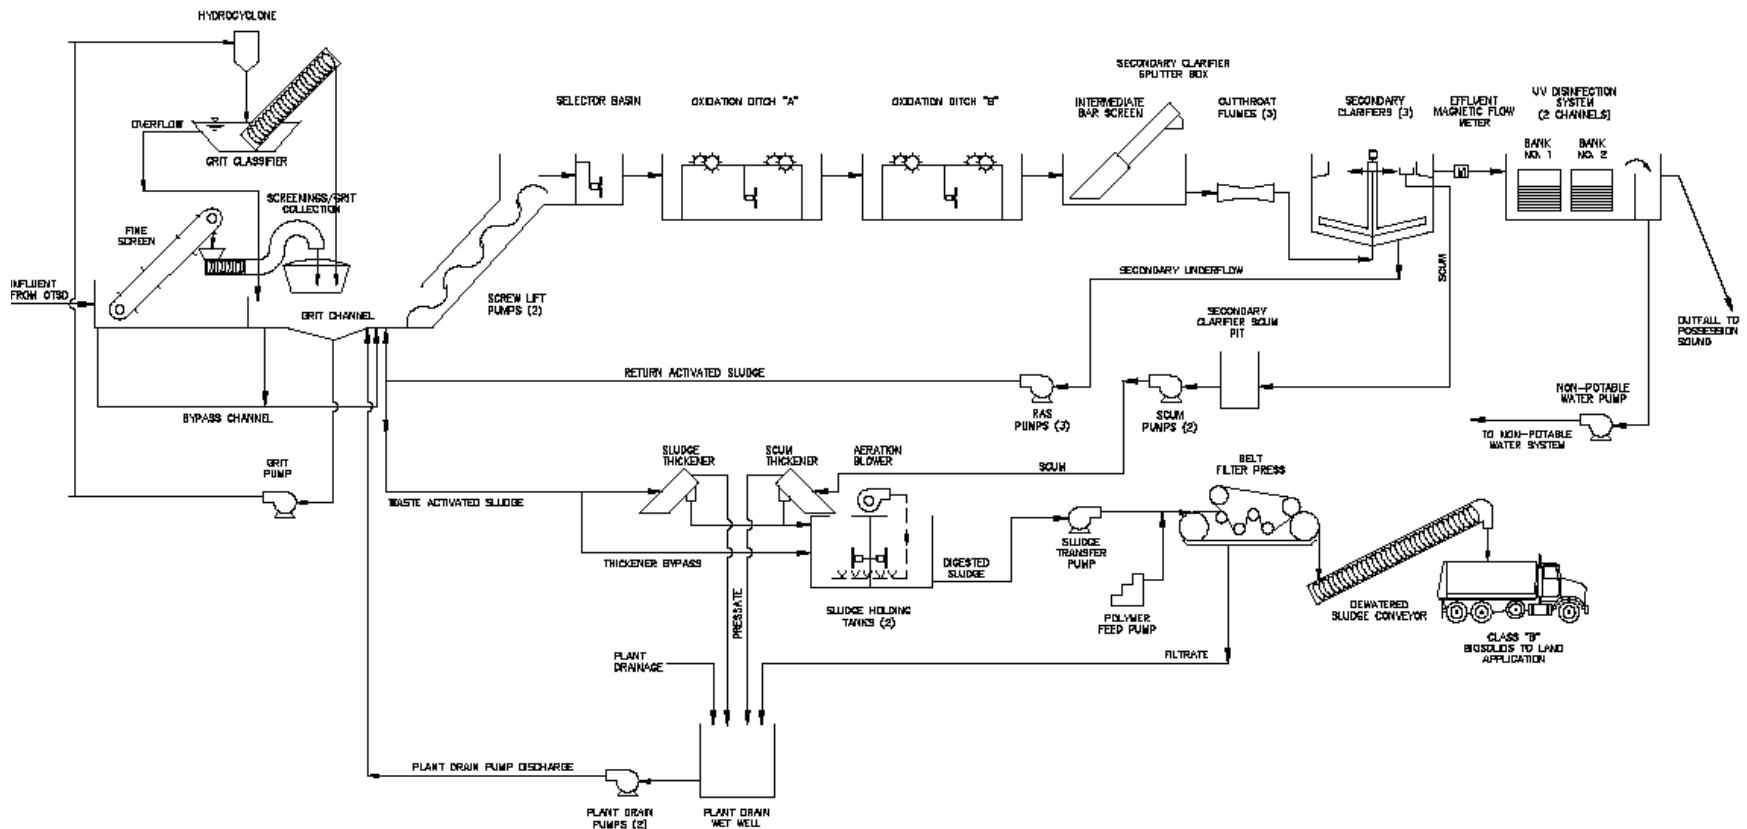 HYDROCYCLONE
OVERFLOW
GRIT CLASSIFIER
SCREENINGS/GRIT
COLLECTION
FINE
SCREEN
INFLUENT
FROM OTSD
GRIT CHANNEL
BYPASS CHANNEL
GRIT
PUMP
SCREW LIFT
PUMPS (2)
SELECTOR BASIN
OXIDATION DITCH "A"
OXIDATION DITCH "B"
SECONDARY CLARIFIER
SPLITTER BOX
INTERMEDIATE
BAR SCREEN
CUTTHROAT
FLUMES (3)
SECONDARY
CLARIFIERS (3)
EFFLUENT
MAGNETIC FLOW
METER
M
UV DISINFECTION
SYSTEM
(2 CHANNELS)
BANK
NO. 1
BANK
NO. 2
OUTFALL TO
POSSESSION
SOUND
SECONDARY UNDERFLOW
SCUM
SECONDARY
CLARIFIER SCUM
PIT
NON-POTABLE
WATER PUMP
TO NON-POTABLE
WATER SYSTEM
RETURN ACTIVATED SLUDGE
RAS
PUMPS (3)
SCUM
PUMPS (2)
SLUDGE
THICKENER
SCUM
THICKENER
AERATION
BLOWER
SCUM
WASTE ACTIVATED SLUDGE
THICKENER BYPASS
SLUDGE HOLDING
TANKS (2)
DIGESTED
SLUDGE
SLUDGE
TRANSFER
PUMP
BELT
FILTER PRESS
POLYMER
FEED PUMP
DEWATERED
SLUDGE CONVEYOR
CLASS "B"
BIOSOLIDS TO LAND
APPLICATION
PRESSATE
PLANT
DRAINAGE
FILTRATE
PLANT DRAIN PUMP DISCHARGE
PLANT DRAIN
PUMPS (2)
PLANT DRAIN
WET WELL